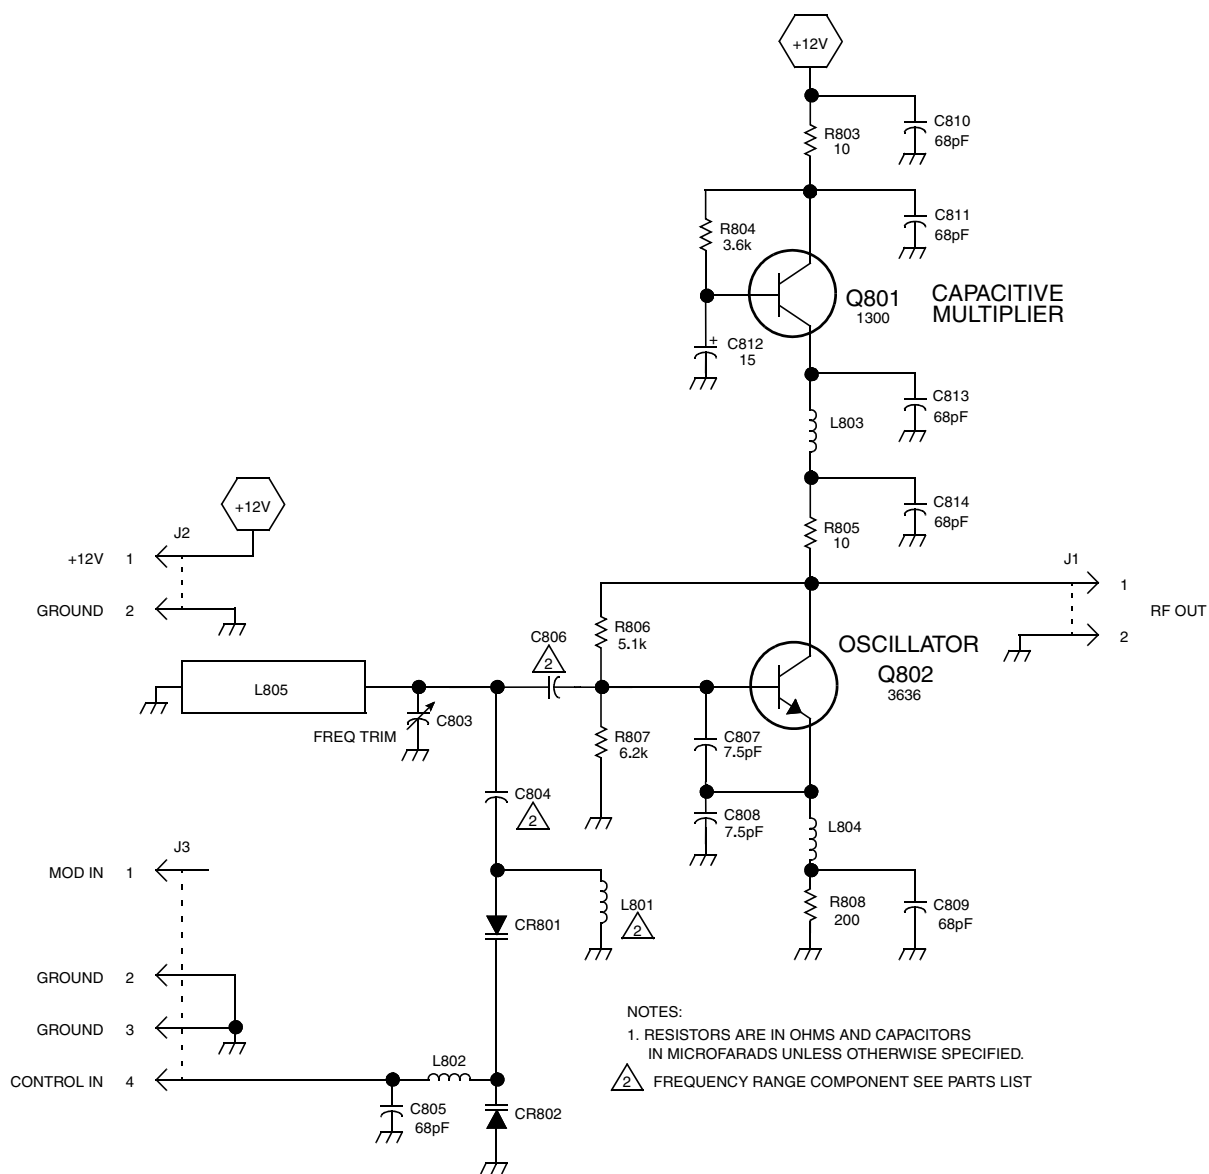 +12V
C810
68pF
R803
10
C811
68pF
R804
3.6k
Q801
1300
CAPACITIVE
MULTIPLIER
+
C812
15
C813
68pF
L803
C814
68pF
R805
10
+12V
J2
+12V 1
GROUND 2
J1
1
RF OUT
2
C806
2
R806
5.1k
OSCILLATOR
Q802
3636
L805
C803
FREQ TRIM
R807
6.2k
C807
7.5pF
C804
2
C808
7.5pF
L804
J3
MOD IN 1
L801
2
CR801
R808
200
C809
68pF
GROUND 2
GROUND 3
CONTROL IN 4
L802
C805
68pF
CR802
NOTES:
1. RESISTORS ARE IN OHMS AND CAPACITORS
IN MICROFARADS UNLESS OTHERWISE SPECIFIED.
2 FREQUENCY RANGE COMPONENT SEE PARTS LIST